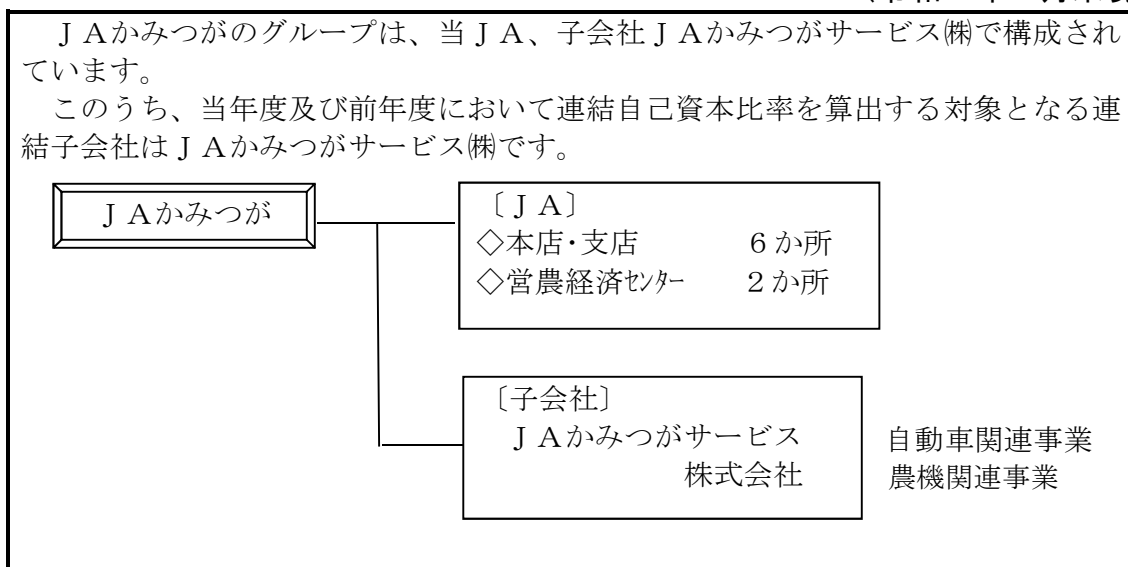 ＪＡかみつがのグループは、当ＪＡ、子会社ＪＡかみつがサービス㈱で構成され
ています。
このうち、当年度及び前年度において連結自己資本比率を算出する対象となる連
結子会社はＪＡかみつがサービス㈱です。
ＪＡかみつが
〔ＪＡ〕
◇本店・支店　６か所
◇営農経済ｾﾝﾀｰ　２か所
〔子会社〕
ＪＡかみつがサービス
株式会社
自動車関連事業
農機関連事業